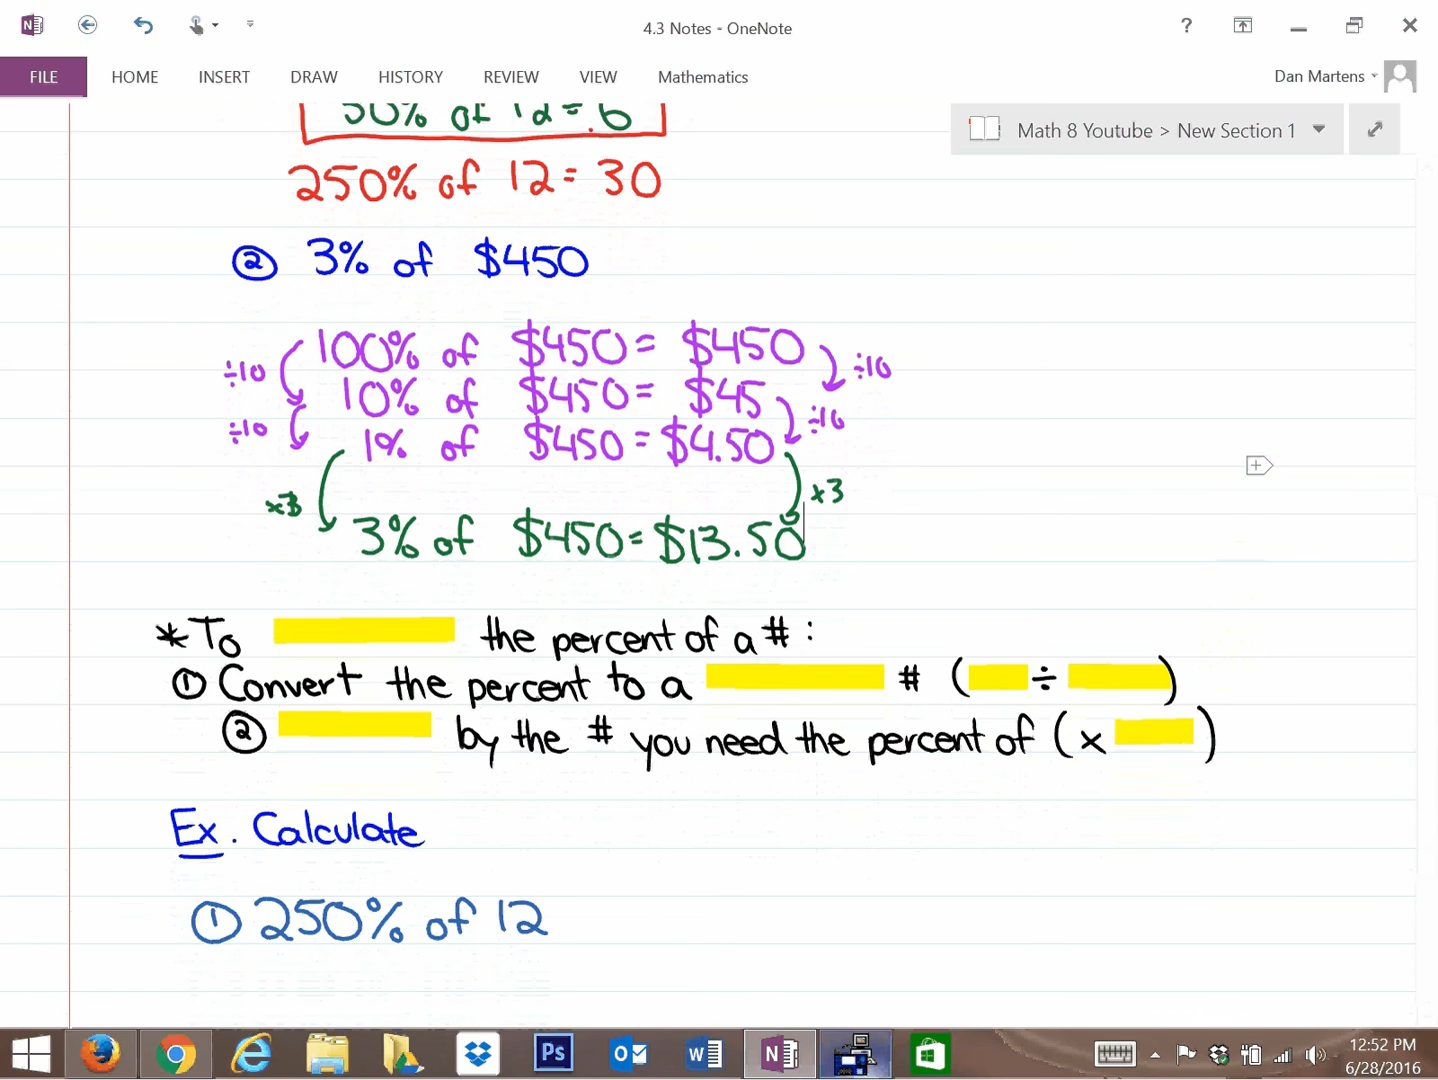 4.3 Notes - OneNote
?
FILE HOME INSERT DRAW HISTORY REVIEW VIEW Mathematics
Dan Martens
Math 8 Youtube > New Section 1
50% of 12 = 6
250% of 12 = 30
② 3% of $450
÷10 100% of $450 = $450 ÷10
10% of $450 = $45
÷10 1% of $450 = $4.50 ÷10
×3 ×3
3% of $450 = $13.50
*To the percent of a # :
① Convert the percent to a # ( ÷ )
② by the # you need the percent of (x )
Ex. Calculate
① 250% of 12
12:52 PM
6/28/2016